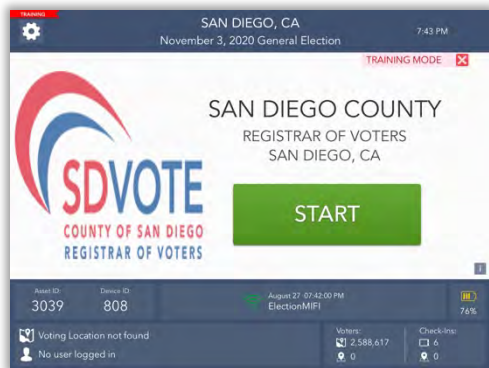 TRAINING
SAN DIEGO, CA
November 3, 2020 General Election
7:43 PM
TRAINING MODE
SDVOTE
COUNTY OF SAN DIEGO
REGISTRAR OF VOTERS
SAN DIEGO COUNTY
REGISTRAR OF VOTERS
SAN DIEGO, CA
START
Asset ID:
3039
Device ID:
808
August 27 07:42:00 PM
ElectionMIFI
76%
Voting Location not found
No user logged in
Voters:
2,588,617
0
Check-Ins:
6
0